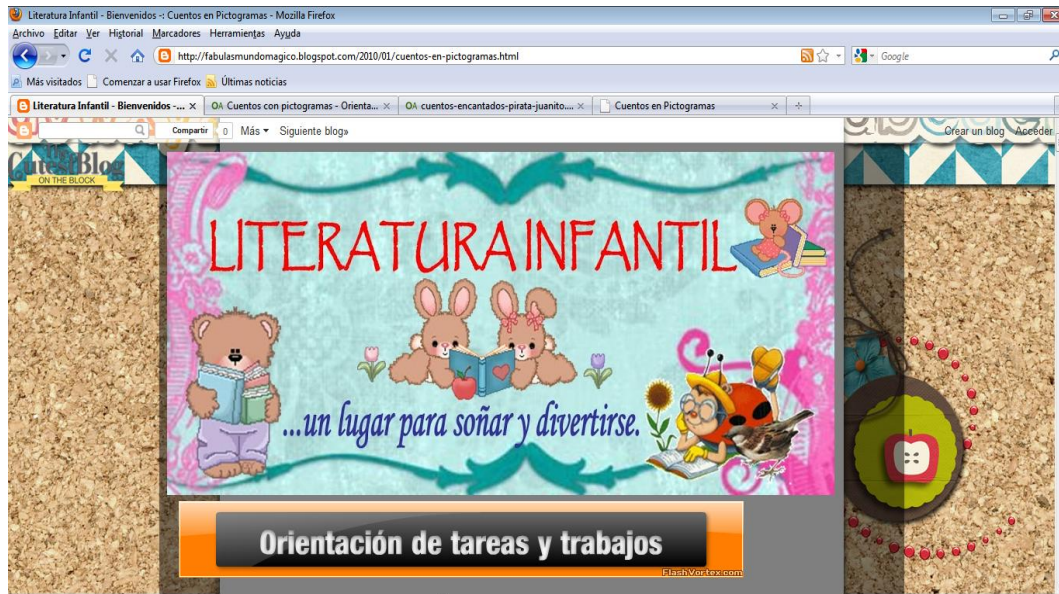 Literatura Infantil - Bienvenidos -: Cuentos en Pictogramas - Mozilla Firefox
Archivo Editar Ver Historial Marcadores Herramientas Ayuda
http://fabulasmundomagico.blogspot.com/2010/01/cuentos-en-pictogramas.html
Google
Más visitados Comenzar a usar Firefox Últimas noticias
Literatura Infantil - Bienvenidos -... OA Cuentos con pictogramas - Orienta... OA cuentos-encantados-pirata-juanito.... Cuentos en Pictogramas
Compartir 0 Más Siguiente blog» Crear un blog Acceder
CutestBlog
ON THE BLOCK
LITERATURA INFANTIL
...un lugar para soñar y divertirse.
Orientación de tareas y trabajos
FlashVortex.com